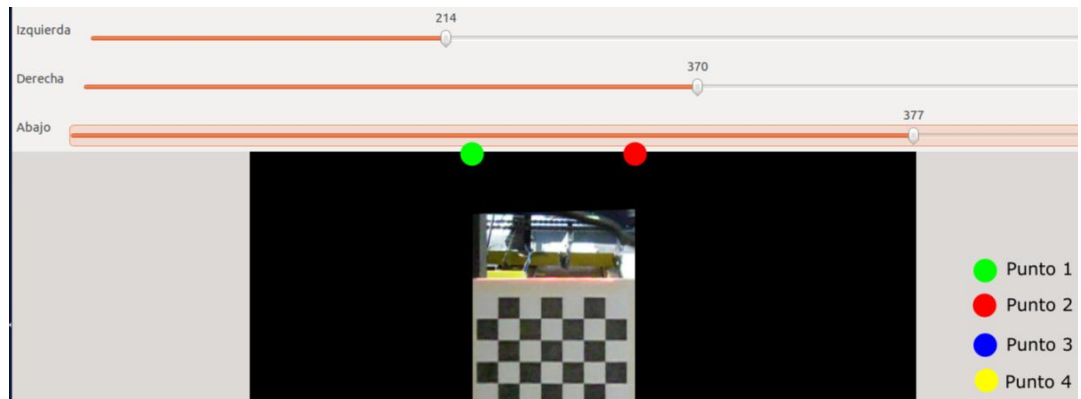 214
Izquierda
370
Derecha
377
Abajo
Punto 1
Punto 2
Punto 3
Punto 4